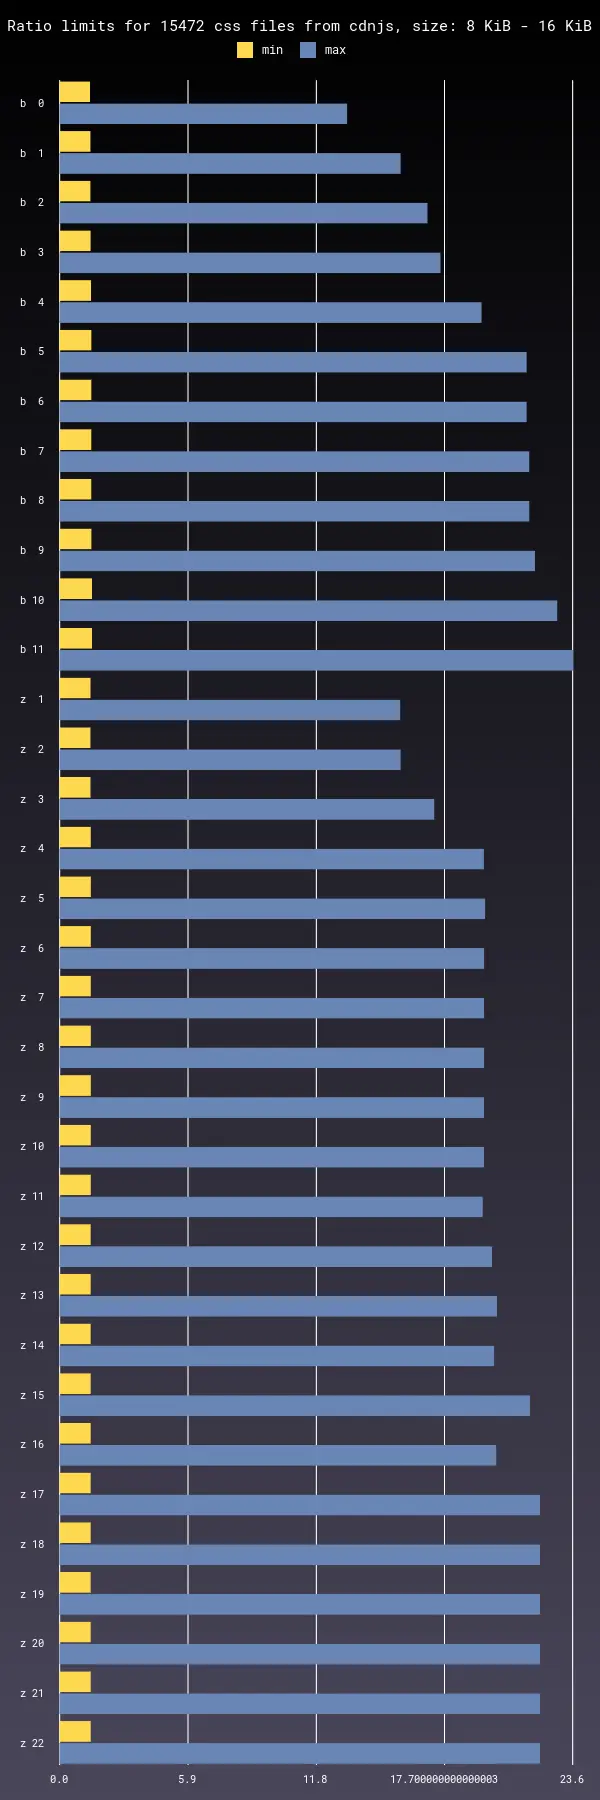 Ratio limits for 15472 css files from cdnjs, size: 8 KiB - 16 KiB
min max
b 0
b 1
b 2
b 3
b 4
b 5
b 6
b 7
b 8
b 9
b 10
b 11
z 1
z 2
z 3
z 4
z 5
z 6
z 7
z 8
z 9
z 10
z 11
z 12
z 13
z 14
z 15
z 16
z 17
z 18
z 19
z 20
z 21
z 22
0.0 5.9 11.8 17.700000000000003 23.6